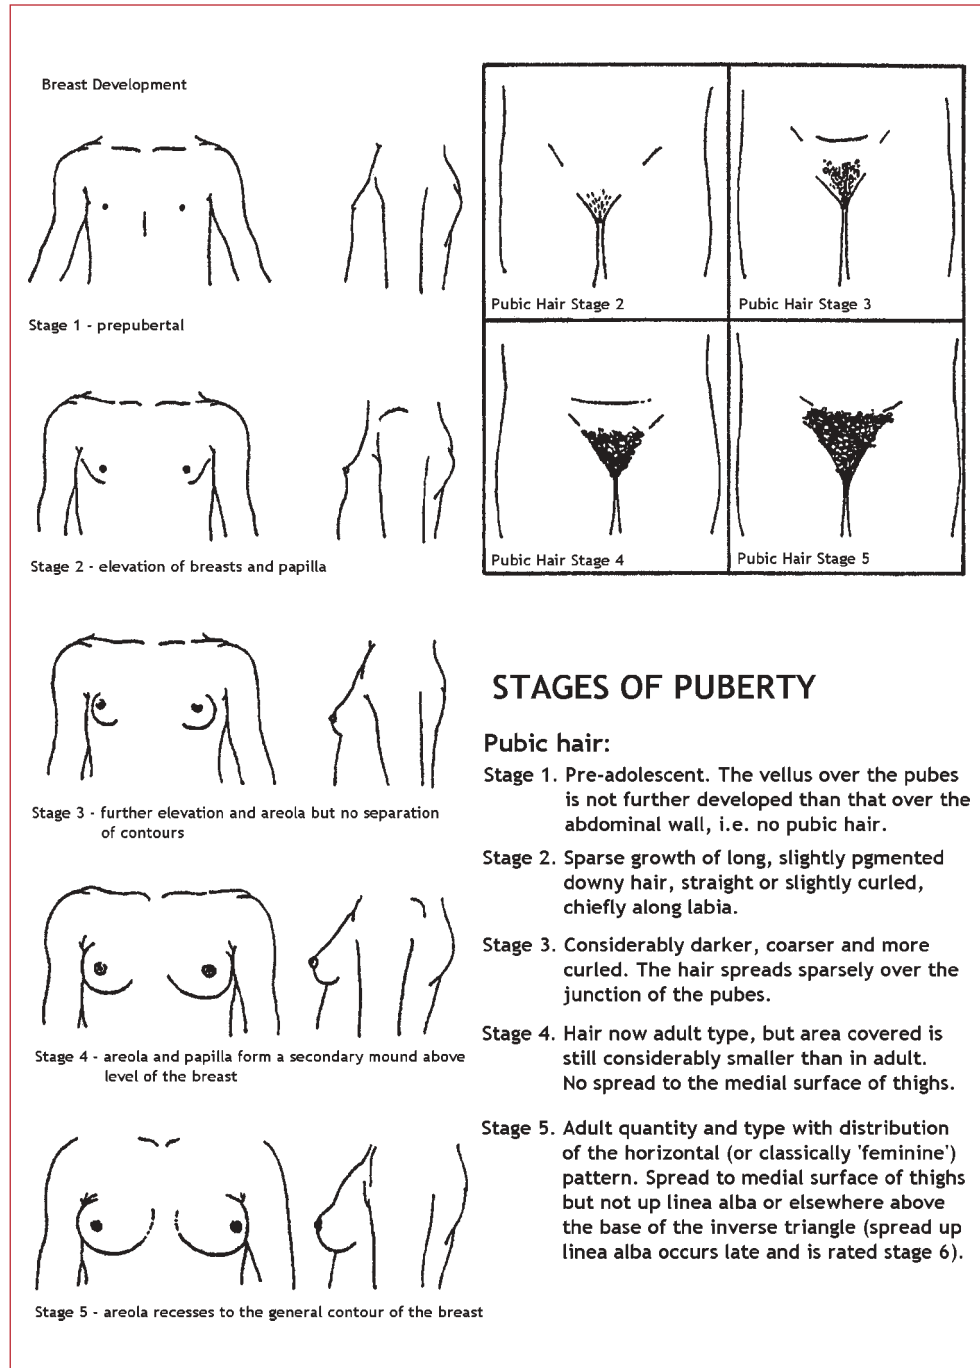 Breast Development
Stage 1 - prepubertal
Stage 2 - elevation of breasts and papilla
Stage 3 - further elevation and areola but no separation
of contours
Stage 4 - areola and papilla form a secondary mound above
level of the breast
Stage 5 - areola recesses to the general contour of the breast
Pubic Hair Stage 2
Pubic Hair Stage 3
Pubic Hair Stage 4
Pubic Hair Stage 5
STAGES OF PUBERTY
Pubic hair:
Stage 1. Pre-adolescent. The vellus over the pubes
is not further developed than that over the
abdominal wall, i.e. no pubic hair.
Stage 2. Sparse growth of long, slightly pgmented
downy hair, straight or slightly curled,
chiefly along labia.
Stage 3. Considerably darker, coarser and more
curled. The hair spreads sparsely over the
junction of the pubes.
Stage 4. Hair now adult type, but area covered is
still considerably smaller than in adult.
No spread to the medial surface of thighs.
Stage 5. Adult quantity and type with distribution
of the horizontal (or classically 'feminine')
pattern. Spread to medial surface of thighs
but not up linea alba or elsewhere above
the base of the inverse triangle (spread up
linea alba occurs late and is rated stage 6).